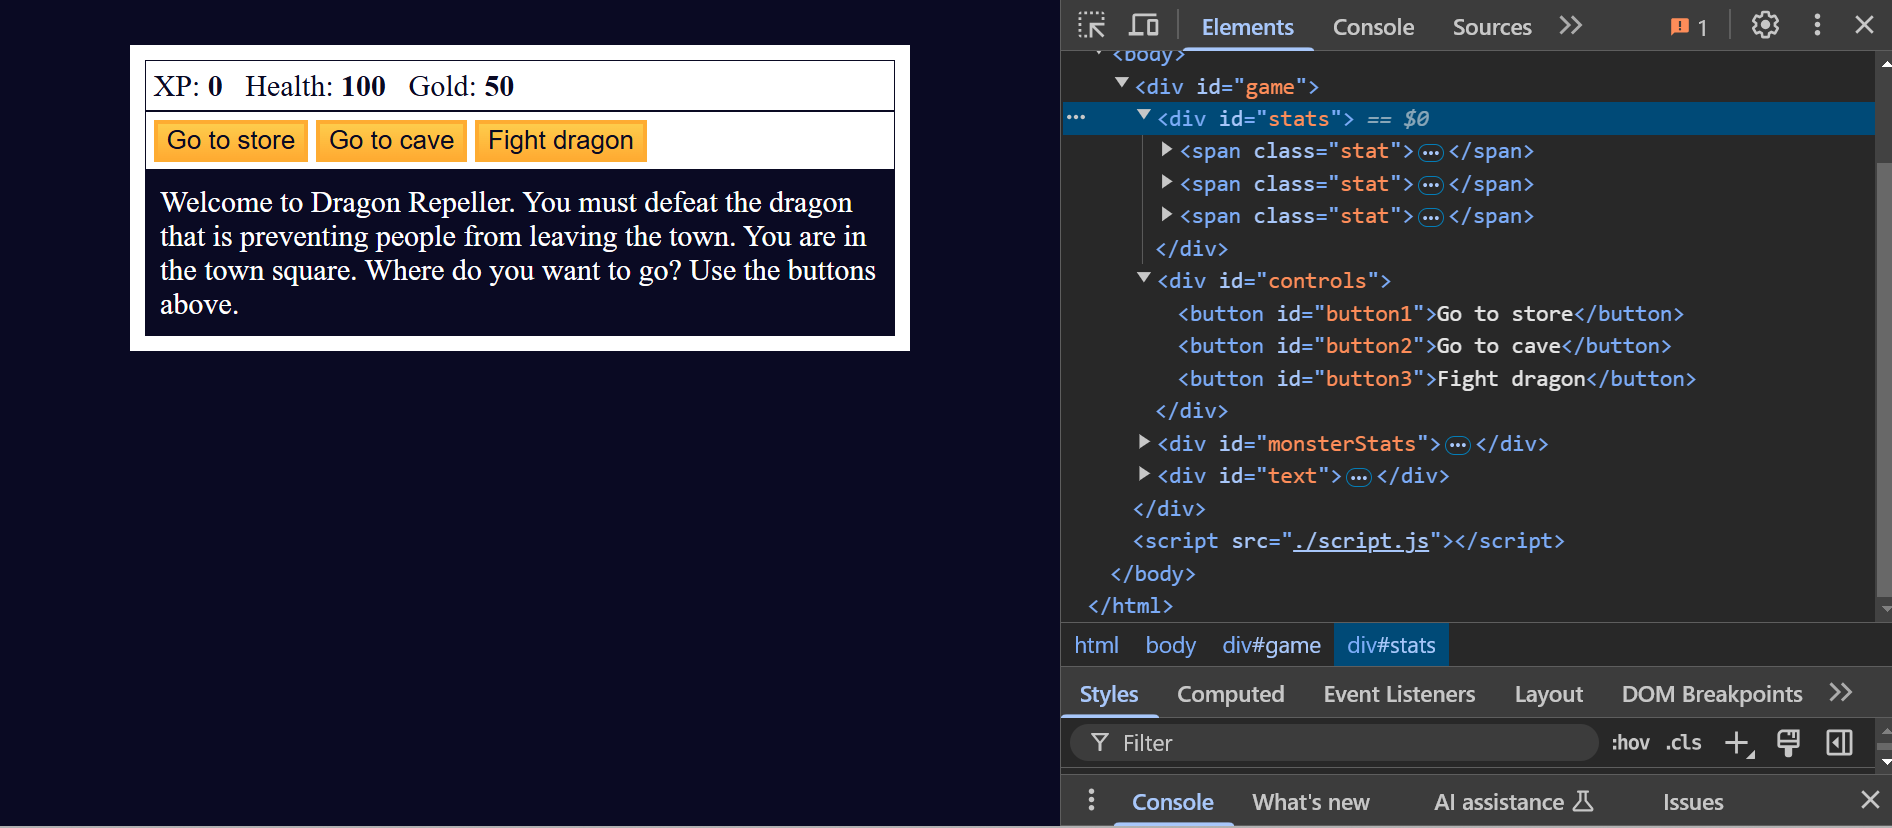 XP: 0 Health: 100 Gold: 50
Go to store Go to cave Fight dragon
Welcome to Dragon Repeller. You must defeat the dragon
that is preventing people from leaving the town. You are in
the town square. Where do you want to go? Use the buttons
above.
Elements Console Sources 1
<body>
<div id="game">
<div id="stats"> == $0
<span class="stat">…</span>
<span class="stat">…</span>
<span class="stat">…</span>
</div>
<div id="controls">
<button id="button1">Go to store</button>
<button id="button2">Go to cave</button>
<button id="button3">Fight dragon</button>
</div>
<div id="monsterStats">…</div>
<div id="text">…</div>
</div>
<script src="./script.js"></script>
</body>
</html>
html body div#game div#stats
Styles Computed Event Listeners Layout DOM Breakpoints
Filter :hov .cls
Console What's new AI assistance Issues